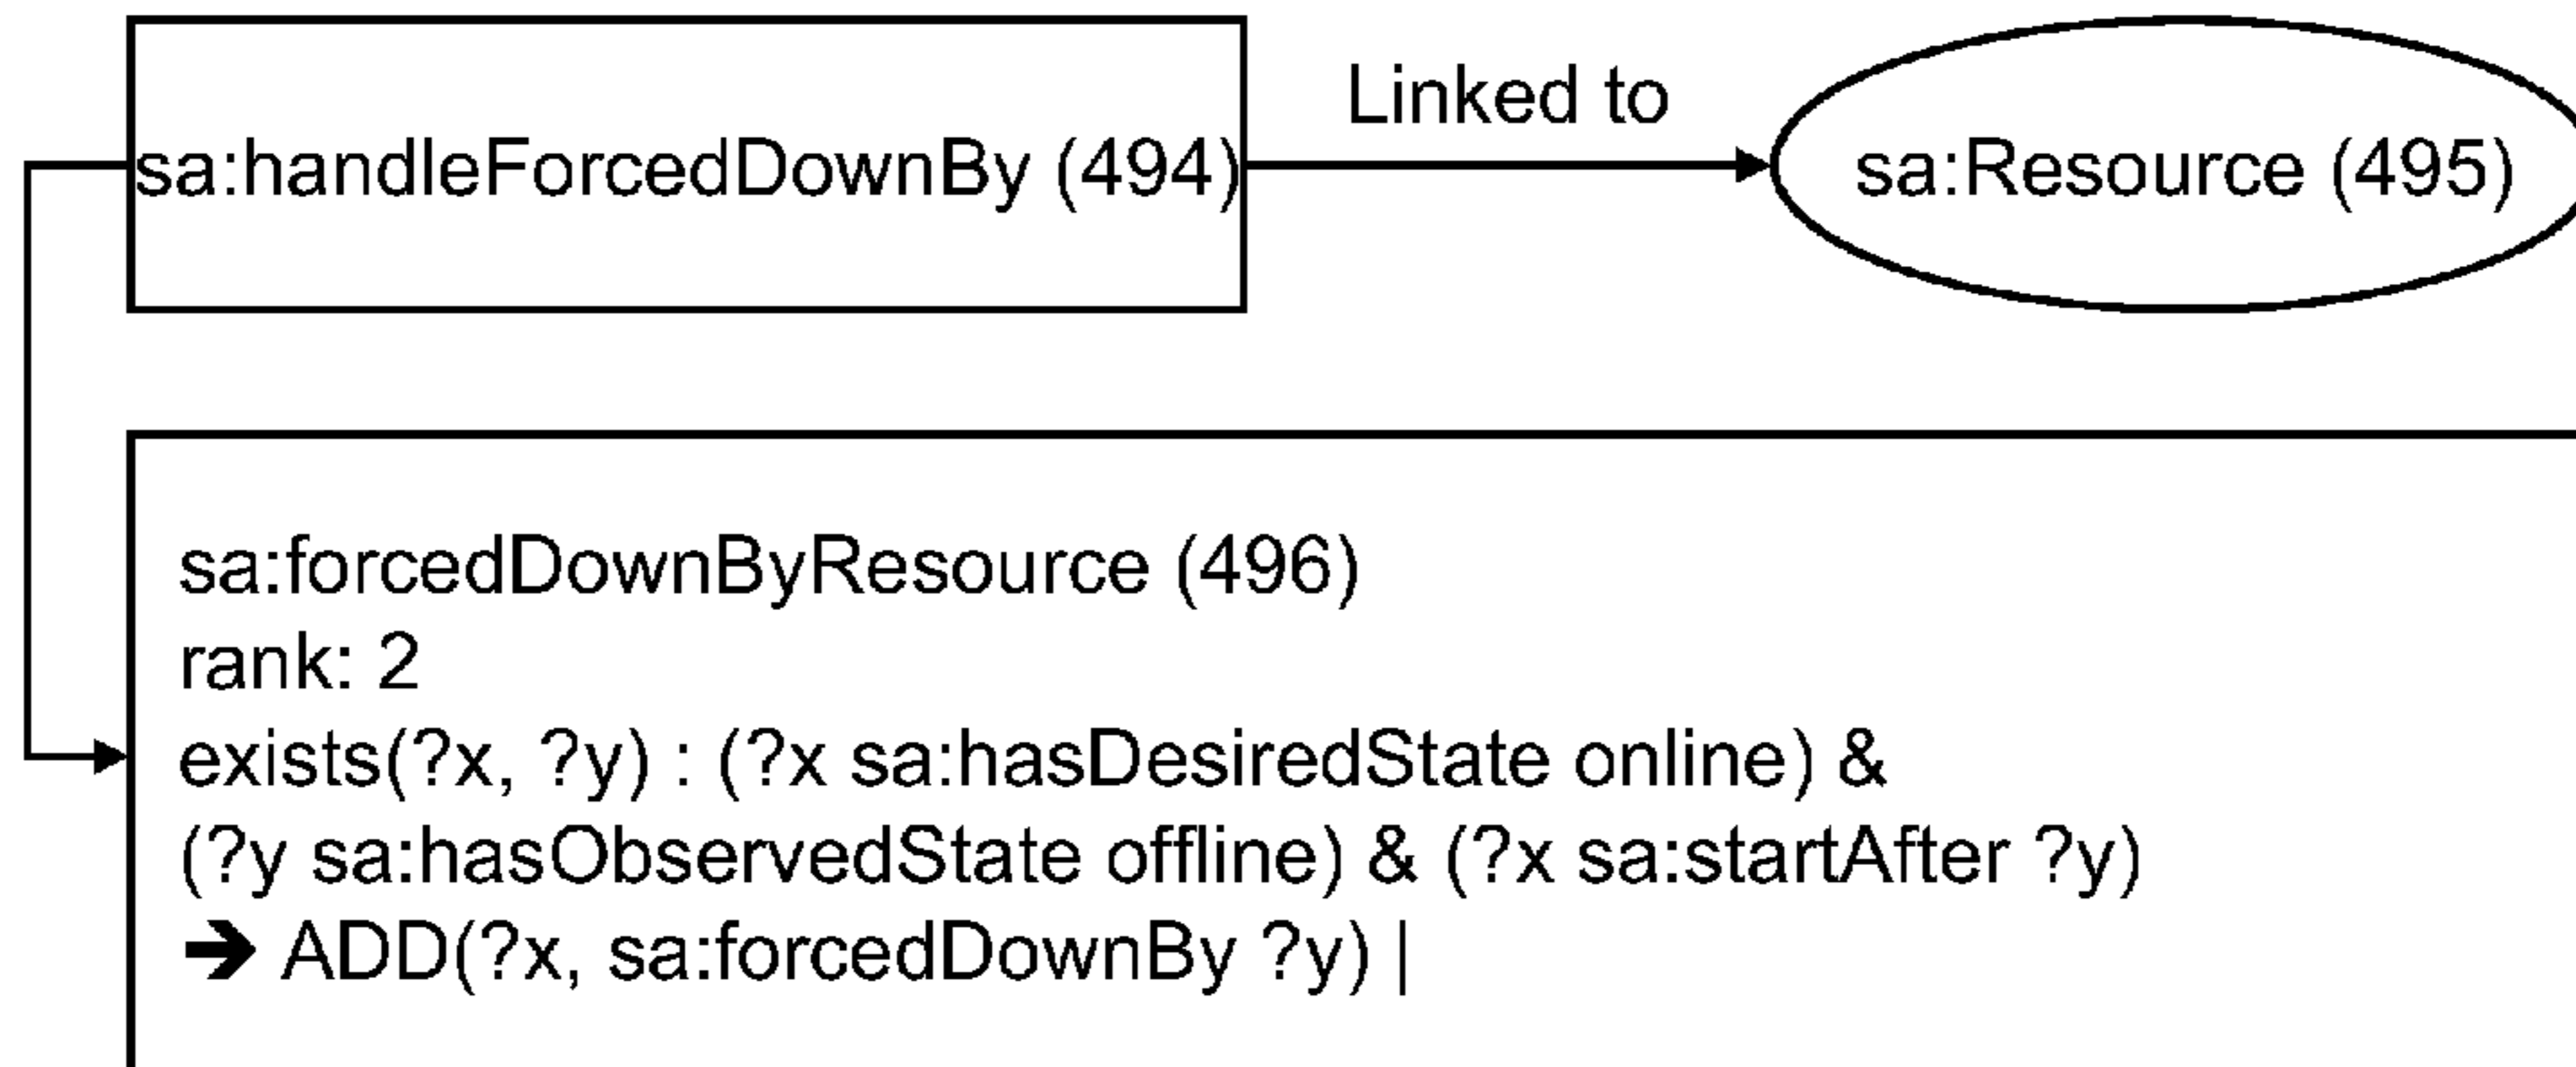 Linked to
sa:handleForcedDownBy (494)
sa:Resource (495)
sa:forcedDownByResource (496)
rank: 2
exists(?x, ?y) : (?x sa:hasDesiredState online) &
(?y sa:hasObservedState offline) & (?x sa:startAfter ?y)
➔ ADD(?x, sa:forcedDownBy ?y) |